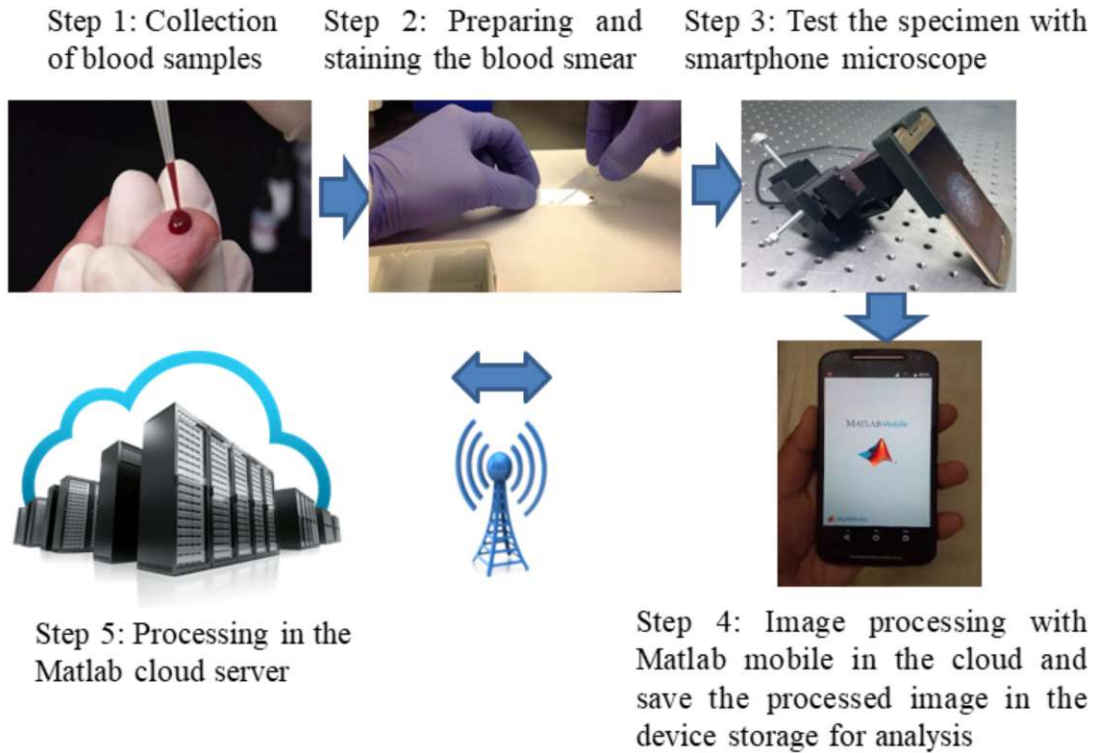 Step 1: Collection
of blood samples
Step 2: Preparing and
staining the blood smear
Step 3: Test the specimen with
smartphone microscope
MATLAB Mobile
Step 5: Processing in the
Matlab cloud server
Step 4: Image processing with
Matlab mobile in the cloud and
save the processed image in the
device storage for analysis